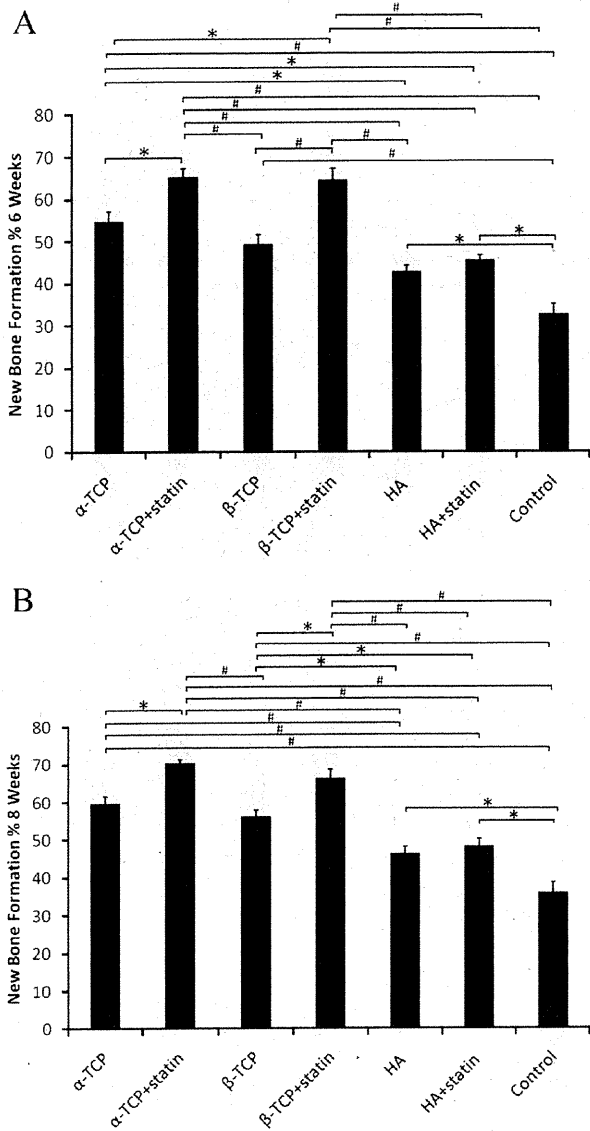 A
#
#
*
#
*
*
#
#
#
#
#
#
#
*
*
*
80
70
60
50
40
30
20
10
0
New Bone Formation % 6 Weeks
α-TCP
α-TCP+statin
β-TCP
β-TCP+statin
HA
HA+statin
Control
B
#
#
#
*
#
*
*
#
#
#
#
*
#
#
#
*
*
80
70
60
50
40
30
20
10
0
New Bone Formation % 8 Weeks
α-TCP
α-TCP+statin
β-TCP
β-TCP+statin
HA
HA+statin
Control